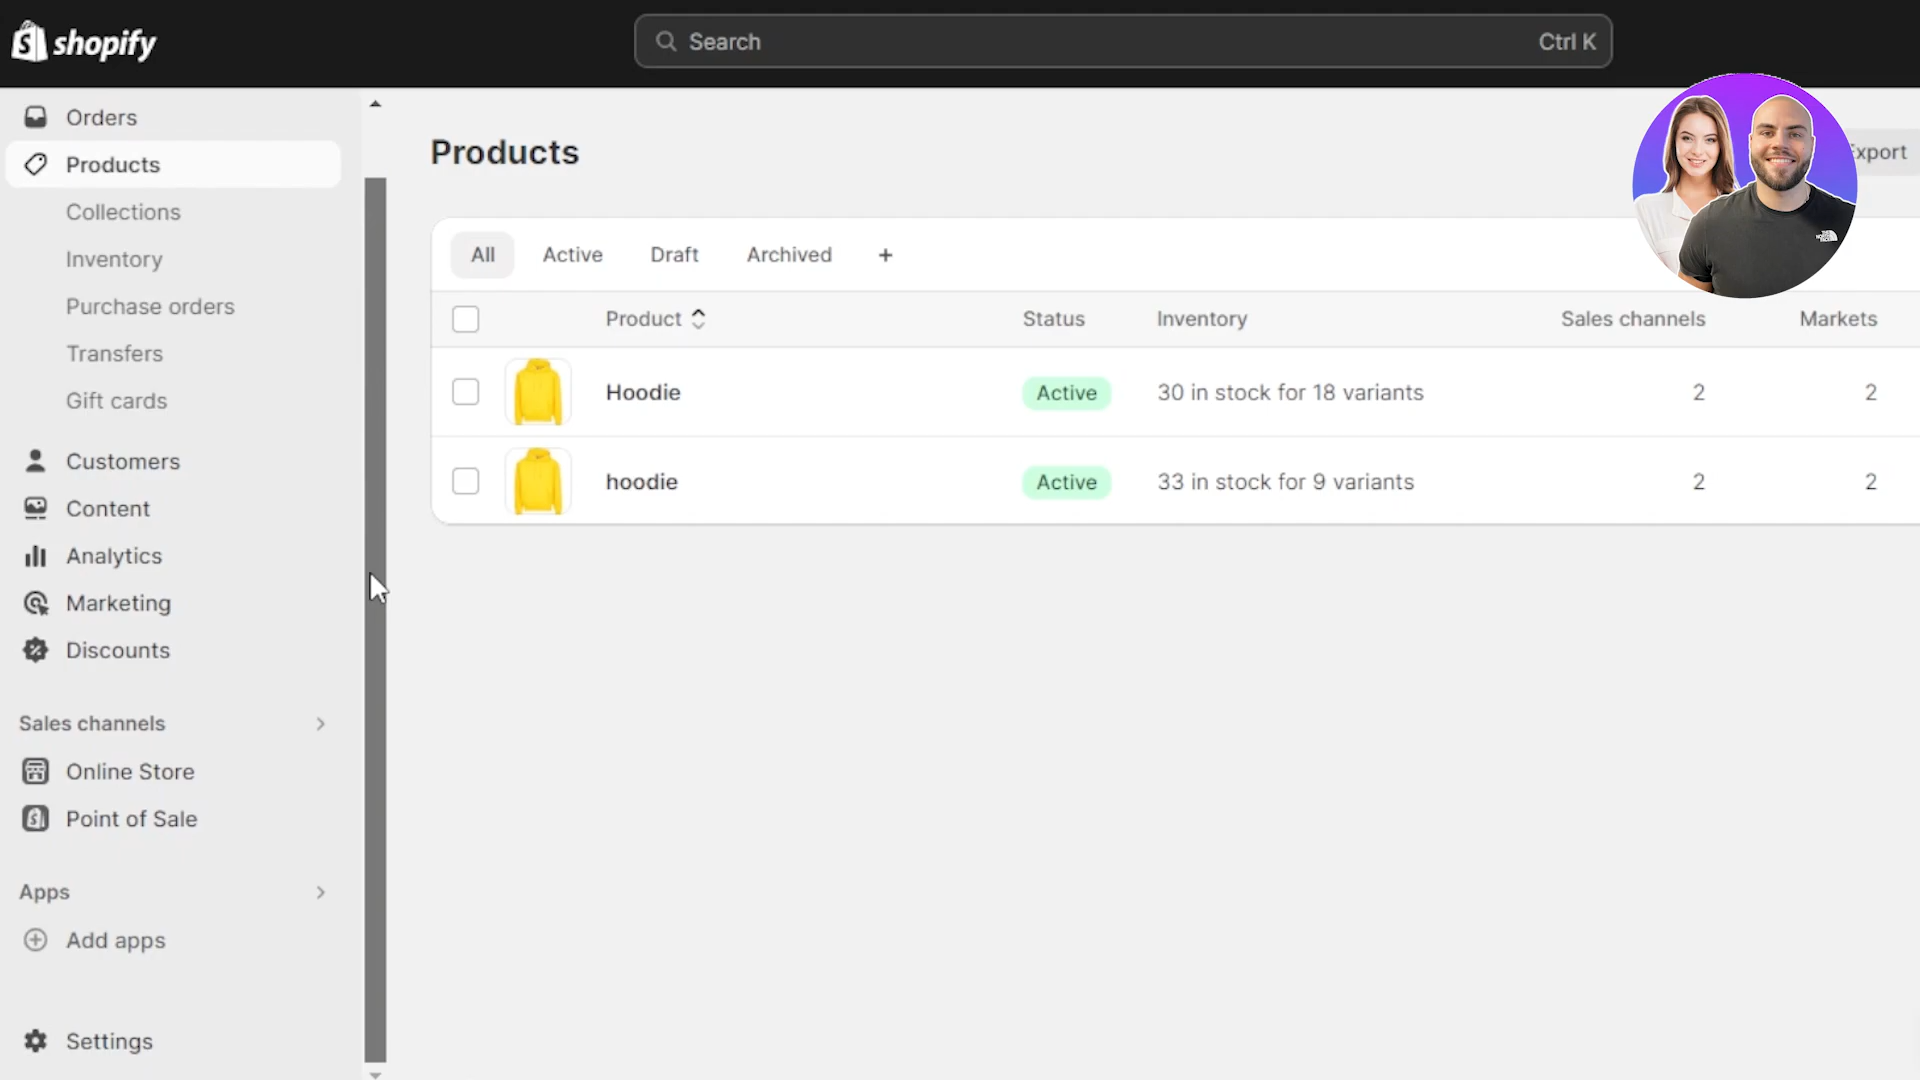 shopify
Search Ctrl K
Orders
Products
Collections
Inventory
Purchase orders
Transfers
Gift cards
Customers
Content
Analytics
Marketing
Discounts
Sales channels
Online Store
Point of Sale
Apps
Add apps
Settings
Products
Export
All Active Draft Archived +
Product Status Inventory Sales channels Markets
Hoodie Active 30 in stock for 18 variants 2 2
hoodie Active 33 in stock for 9 variants 2 2